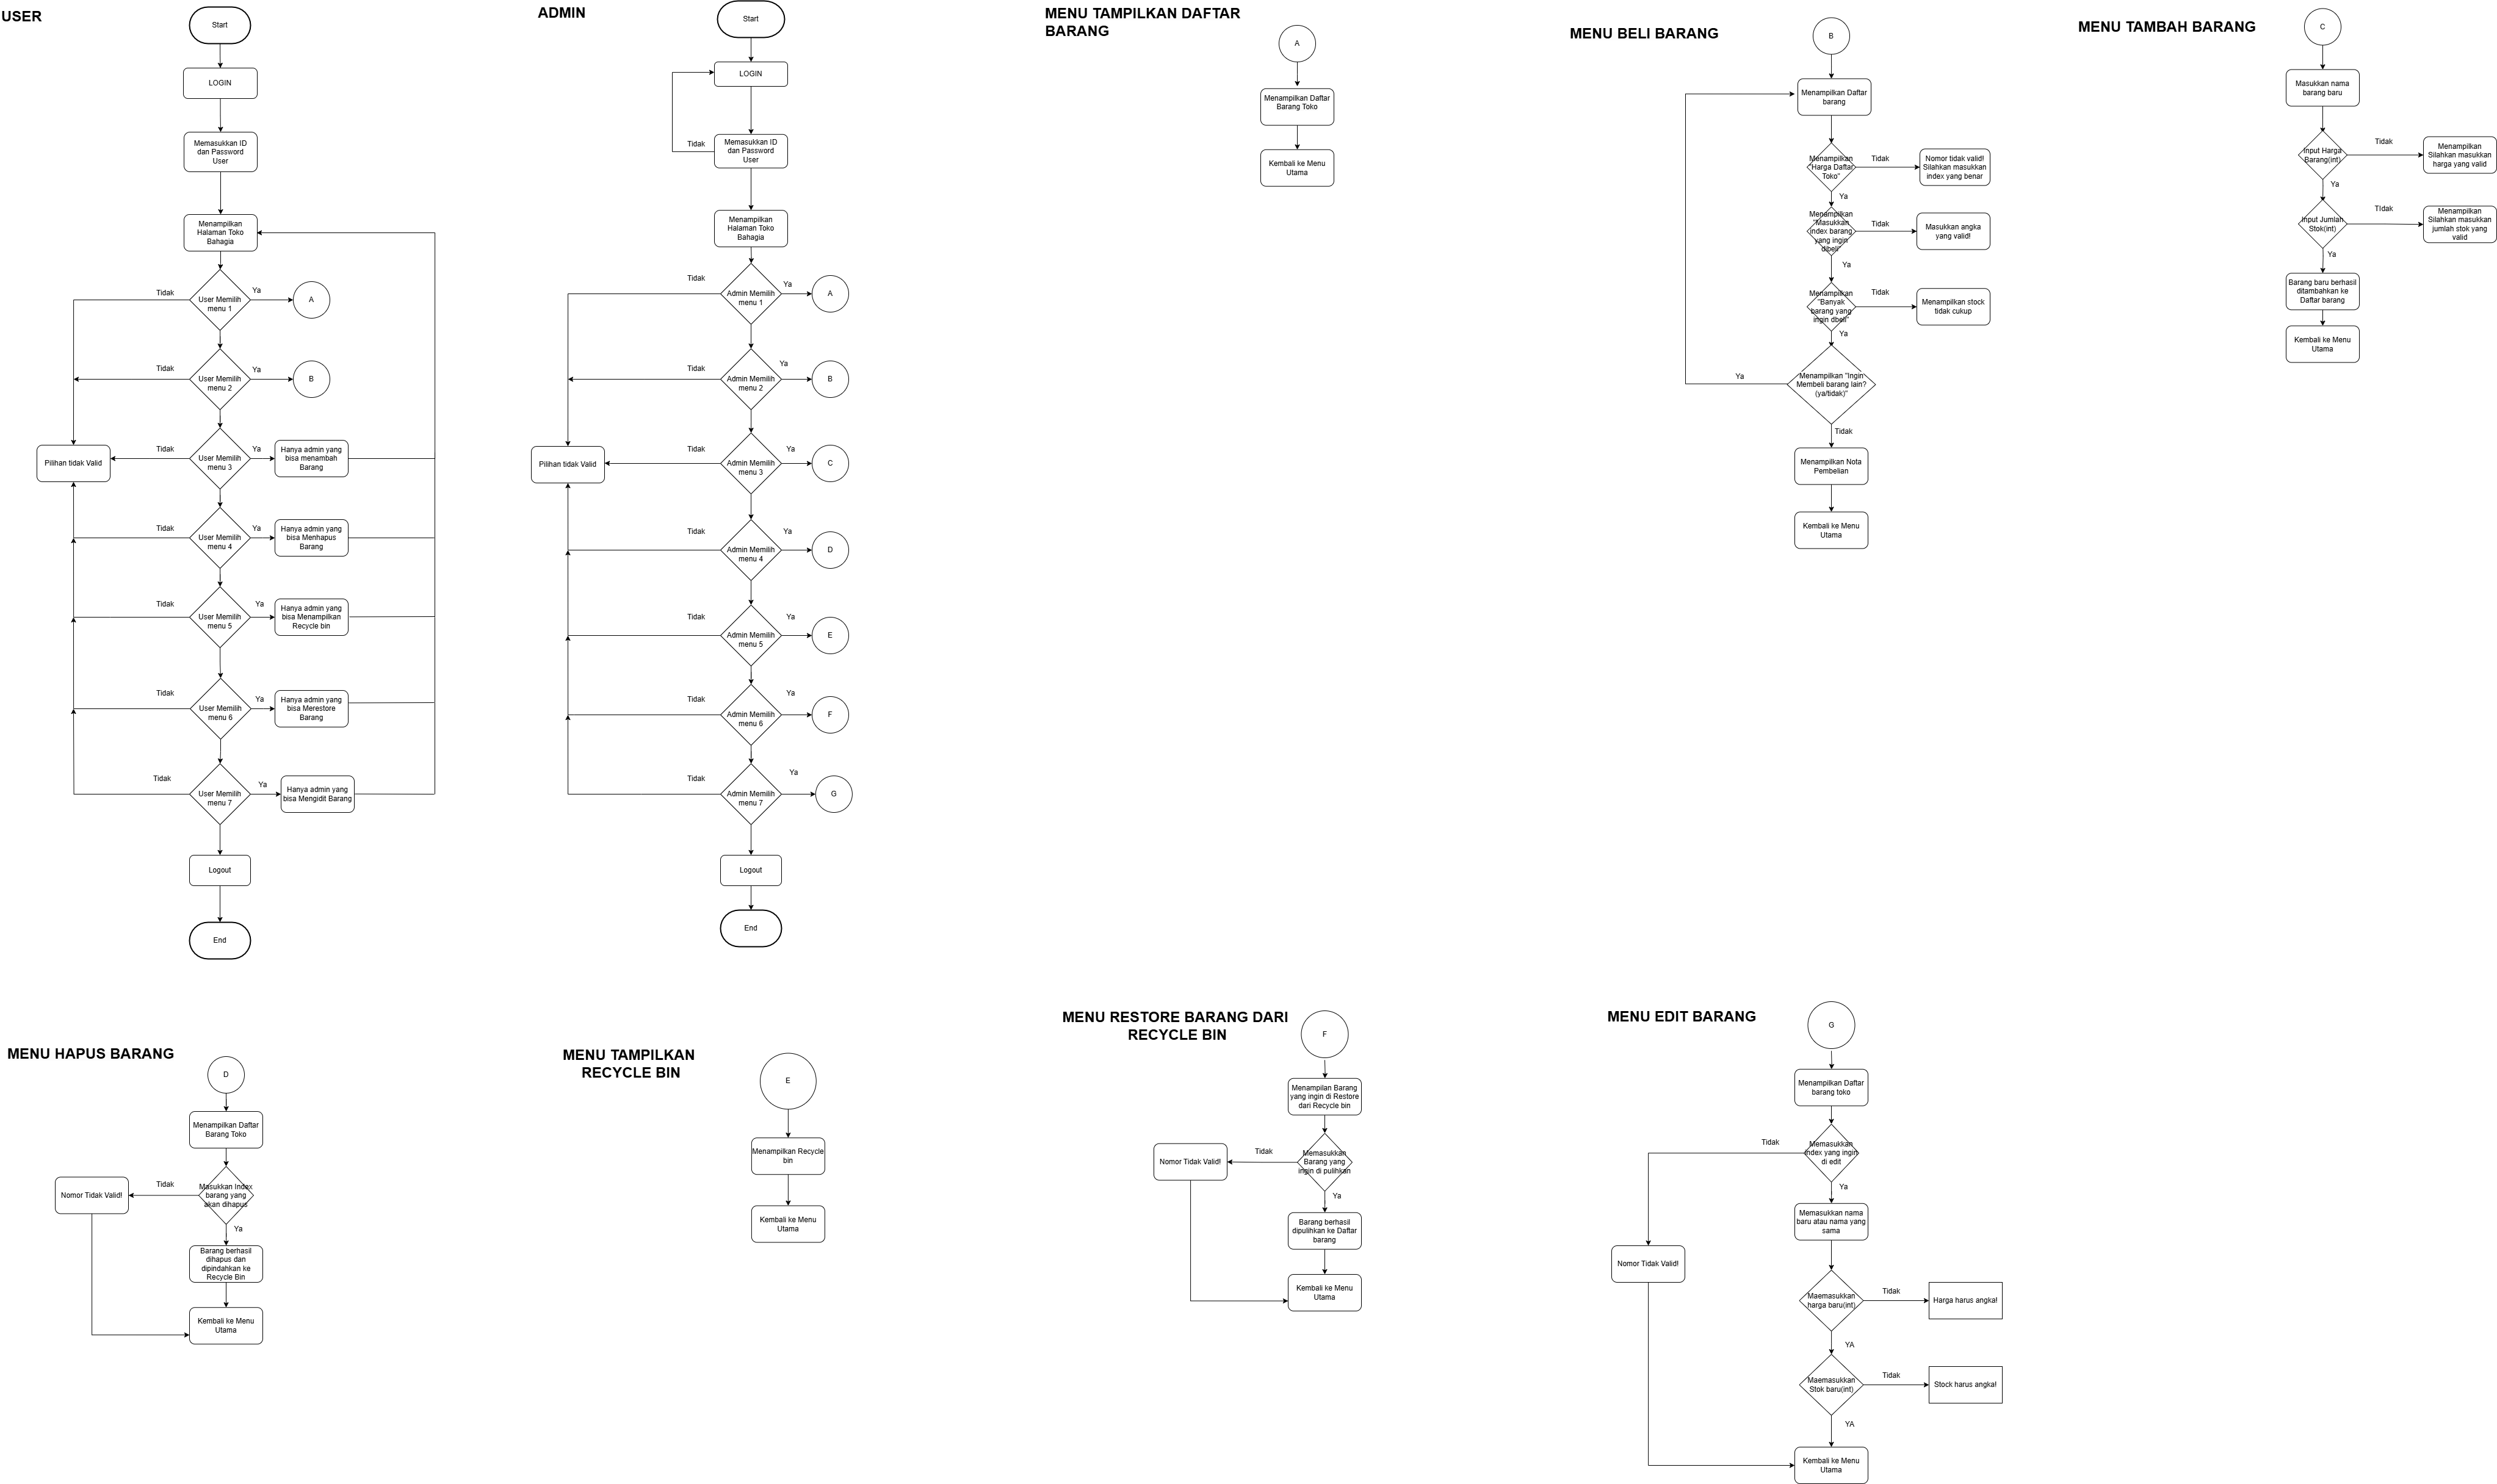 USER
Start
LOGIN
Memasukkan ID
dan Password
User
Menampilkan
Halaman Toko
Bahagia
Tidak
User Memilih
menu 1
Ya
A
Tidak
User Memilih
menu 2
Ya
B
Pilihan tidak Valid
Tidak
User Memilih
menu 3
Ya
Hanya admin yang
bisa menambah
Barang
Tidak
User Memilih
menu 4
Ya
Hanya admin yang
bisa Menhapus
Barang
Tidak
User Memilih
menu 5
Ya
Hanya admin yang
bisa Menampilkan
Recycle bin
Tidak
User Memilih
menu 6
Ya
Hanya admin yang
bisa Merestore
Barang
Tidak
User Memilih
menu 7
Ya
Hanya admin yang
bisa Mengidit Barang
Logout
End
ADMIN
Start
LOGIN
Tidak
Memasukkan ID
dan Password
User
Menampilkan
Halaman Toko
Bahagia
Tidak
Admin Memilih
menu 1
Ya
A
Tidak
Admin Memilih
menu 2
Ya
B
Pilihan tidak Valid
Tidak
Admin Memilih
menu 3
Ya
C
Tidak
Admin Memilih
menu 4
Ya
D
Tidak
Admin Memilih
menu 5
Ya
E
Tidak
Admin Memilih
menu 6
Ya
F
Tidak
Admin Memilih
menu 7
Ya
G
Logout
End
MENU TAMPILKAN DAFTAR
BARANG
A
Menampilkan Daftar
Barang Toko
Kembali ke Menu
Utama
MENU BELI BARANG
B
Menampilkan Daftar
barang
Menampilkan
"Harga Daftar
Toko"
Tidak
Nomor tidak valid!
Silahkan masukkan
index yang benar
Ya
Menampilkan
"Masukkan
index barang
yang ingin
dibeli"
Tidak
Masukkan angka
yang valid!
Ya
Menampilkan
"Banyak
barang yang
ingin dbeli"
Tidak
Menampilkan stock
tidak cukup
Ya
Ya
Menampilkan "Ingin
Membeli barang lain?
(ya/tidak)"
Tidak
Menampilkan Nota
Pembelian
Kembali ke Menu
Utama
MENU TAMBAH BARANG
C
Masukkan nama
barang baru
Input Harga
Barang(int)
Tidak
Menampilkan
Silahkan masukkan
harga yang valid
Ya
Input Jumlah
Stok(int)
TIdak
Menampilkan
Silahkan masukkan
jumlah stok yang
valid
Ya
Barang baru berhasil
ditambahkan ke
Daftar barang
Kembali ke Menu
Utama
MENU HAPUS BARANG
D
Menampilkan Daftar
Barang Toko
Masukkan Index
barang yang
akan dihapus
Tidak
Nomor Tidak Valid!
Ya
Barang berhasil
dihapus dan
dipindahkan ke
Recycle Bin
Kembali ke Menu
Utama
MENU TAMPILKAN
RECYCLE BIN
E
Menampilkan Recycle
bin
Kembali ke Menu
Utama
MENU RESTORE BARANG DARI
RECYCLE BIN
F
Menampilan Barang
yang ingin di Restore
dari Recycle bin
Memasukkan
Barang yang
ingin di pulihkan
Tidak
Nomor Tidak Valid!
Ya
Barang berhasil
dipulihkan ke Daftar
barang
Kembali ke Menu
Utama
MENU EDIT BARANG
G
Menampilkan Daftar
barang toko
Tidak
Memasukkan
index yang ingin
di edit
Ya
Memasukkan nama
baru atau nama yang
sama
Nomor Tidak Valid!
Maemasukkan
harga baru(int)
Tidak
Harga harus angka!
YA
Maemasukkan
Stok baru(int)
Tidak
Stock harus angka!
YA
Kembali ke Menu
Utama